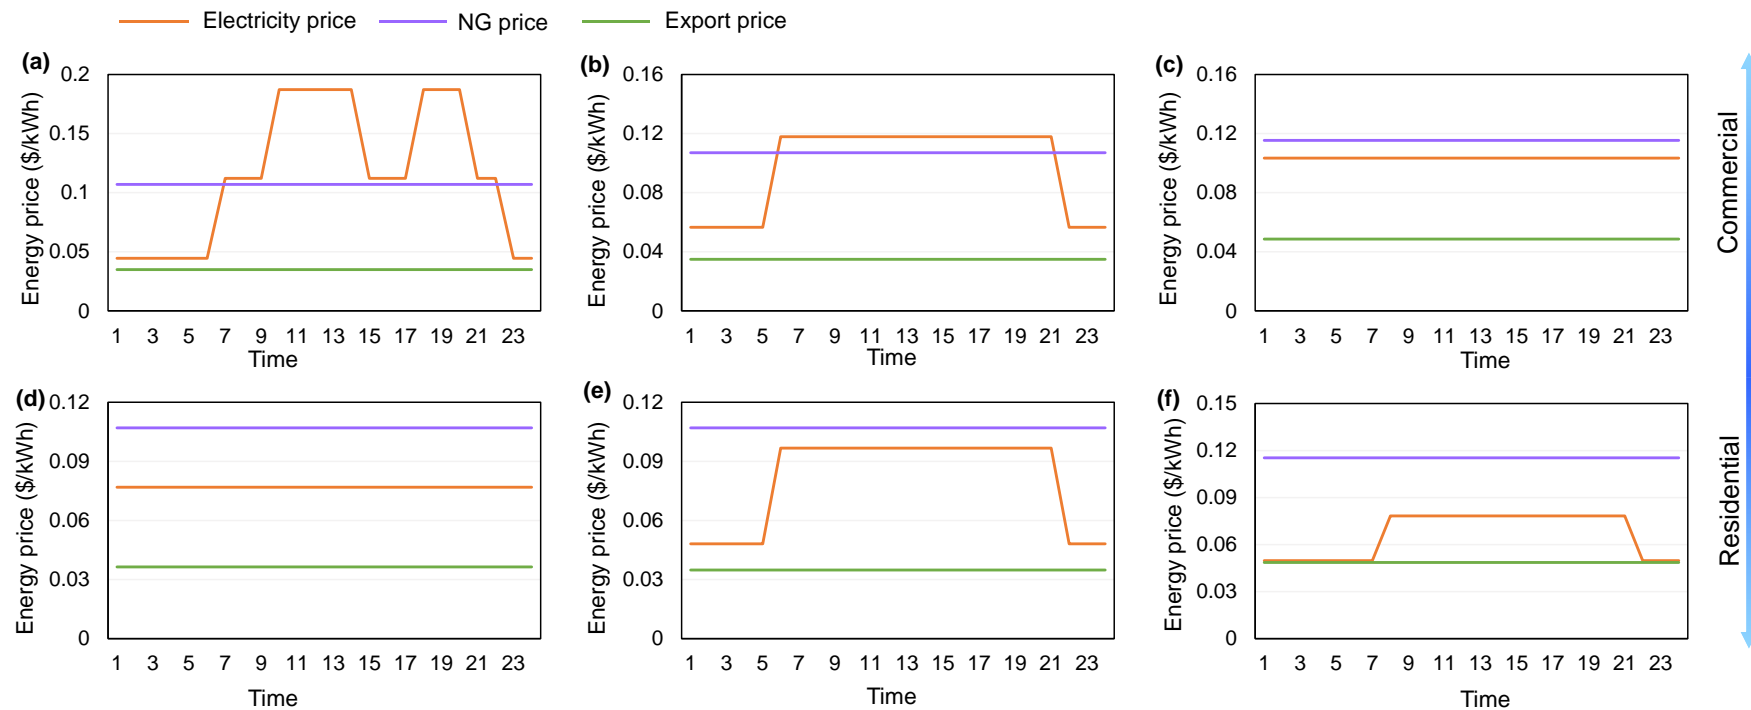 Electricity price NG price Export price
(a)
Energy price ($/kWh)
0.2
0.15
0.1
0.05
0
1 3 5 7 9 11 13 15 17 19 21 23
Time
(b)
Energy price ($/kWh)
0.16
0.12
0.08
0.04
0
1 3 5 7 9 11 13 15 17 19 21 23
Time
(c)
Energy price ($/kWh)
0.16
0.12
0.08
0.04
0
1 3 5 7 9 11 13 15 17 19 21 23
Time
Commercial
(d)
Energy price ($/kWh)
0.12
0.09
0.06
0.03
0
1 3 5 7 9 11 13 15 17 19 21 23
Time
(e)
Energy price ($/kWh)
0.12
0.09
0.06
0.03
0
1 3 5 7 9 11 13 15 17 19 21 23
Time
(f)
Energy price ($/kWh)
0.15
0.12
0.09
0.06
0.03
0
1 3 5 7 9 11 13 15 17 19 21 23
Time
Residential